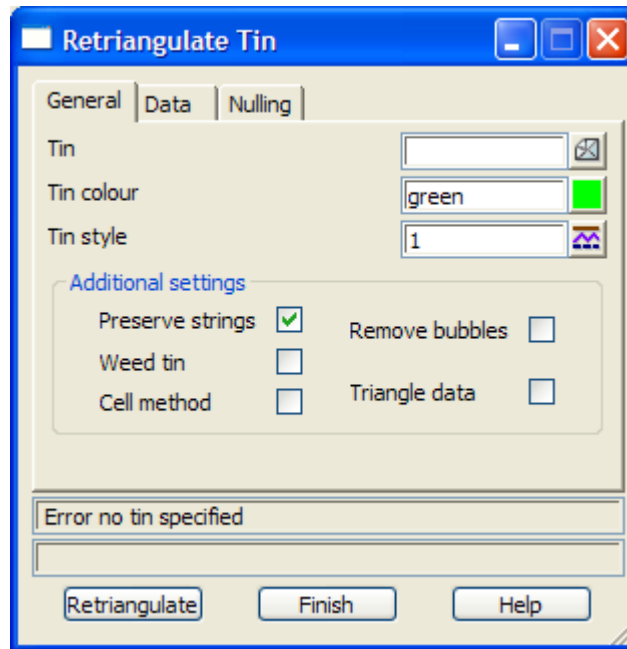 Retriangulate Tin
General Data Nulling
Tin
Tin colour green
Tin style 1
Additional settings
Preserve strings Remove bubbles
Weed tin
Cell method Triangle data
Error no tin specified
Retriangulate Finish Help